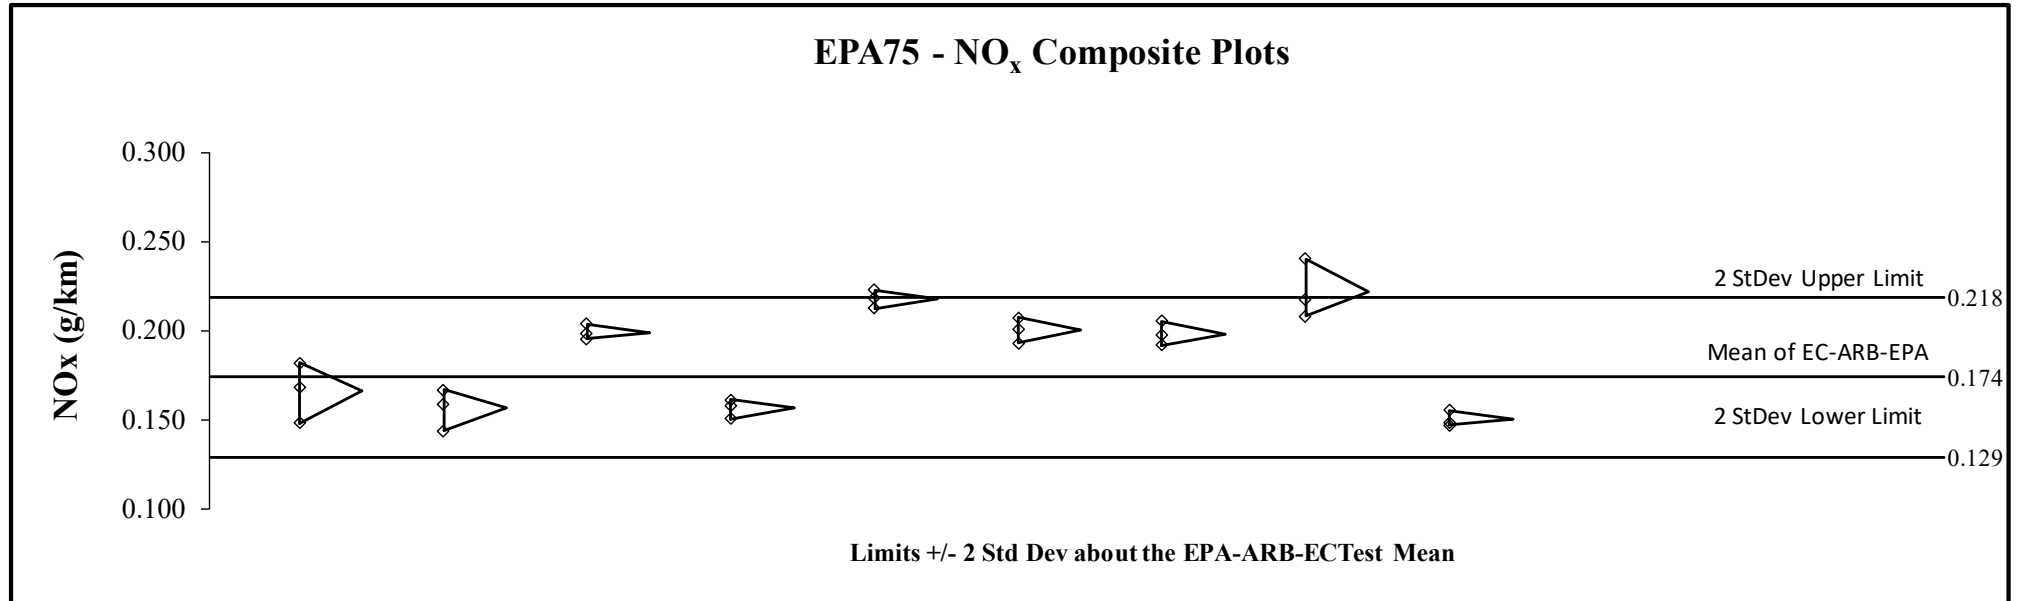 EPA75 - NOx Composite Plots
0.300
0.250
0.200
0.150
0.100
NOx (g/km)
2 StDev Upper Limit
0.218
Mean of EC-ARB-EPA
0.174
2 StDev Lower Limit
0.129
Limits +/- 2 Std Dev about the EPA-ARB-ECTest Mean